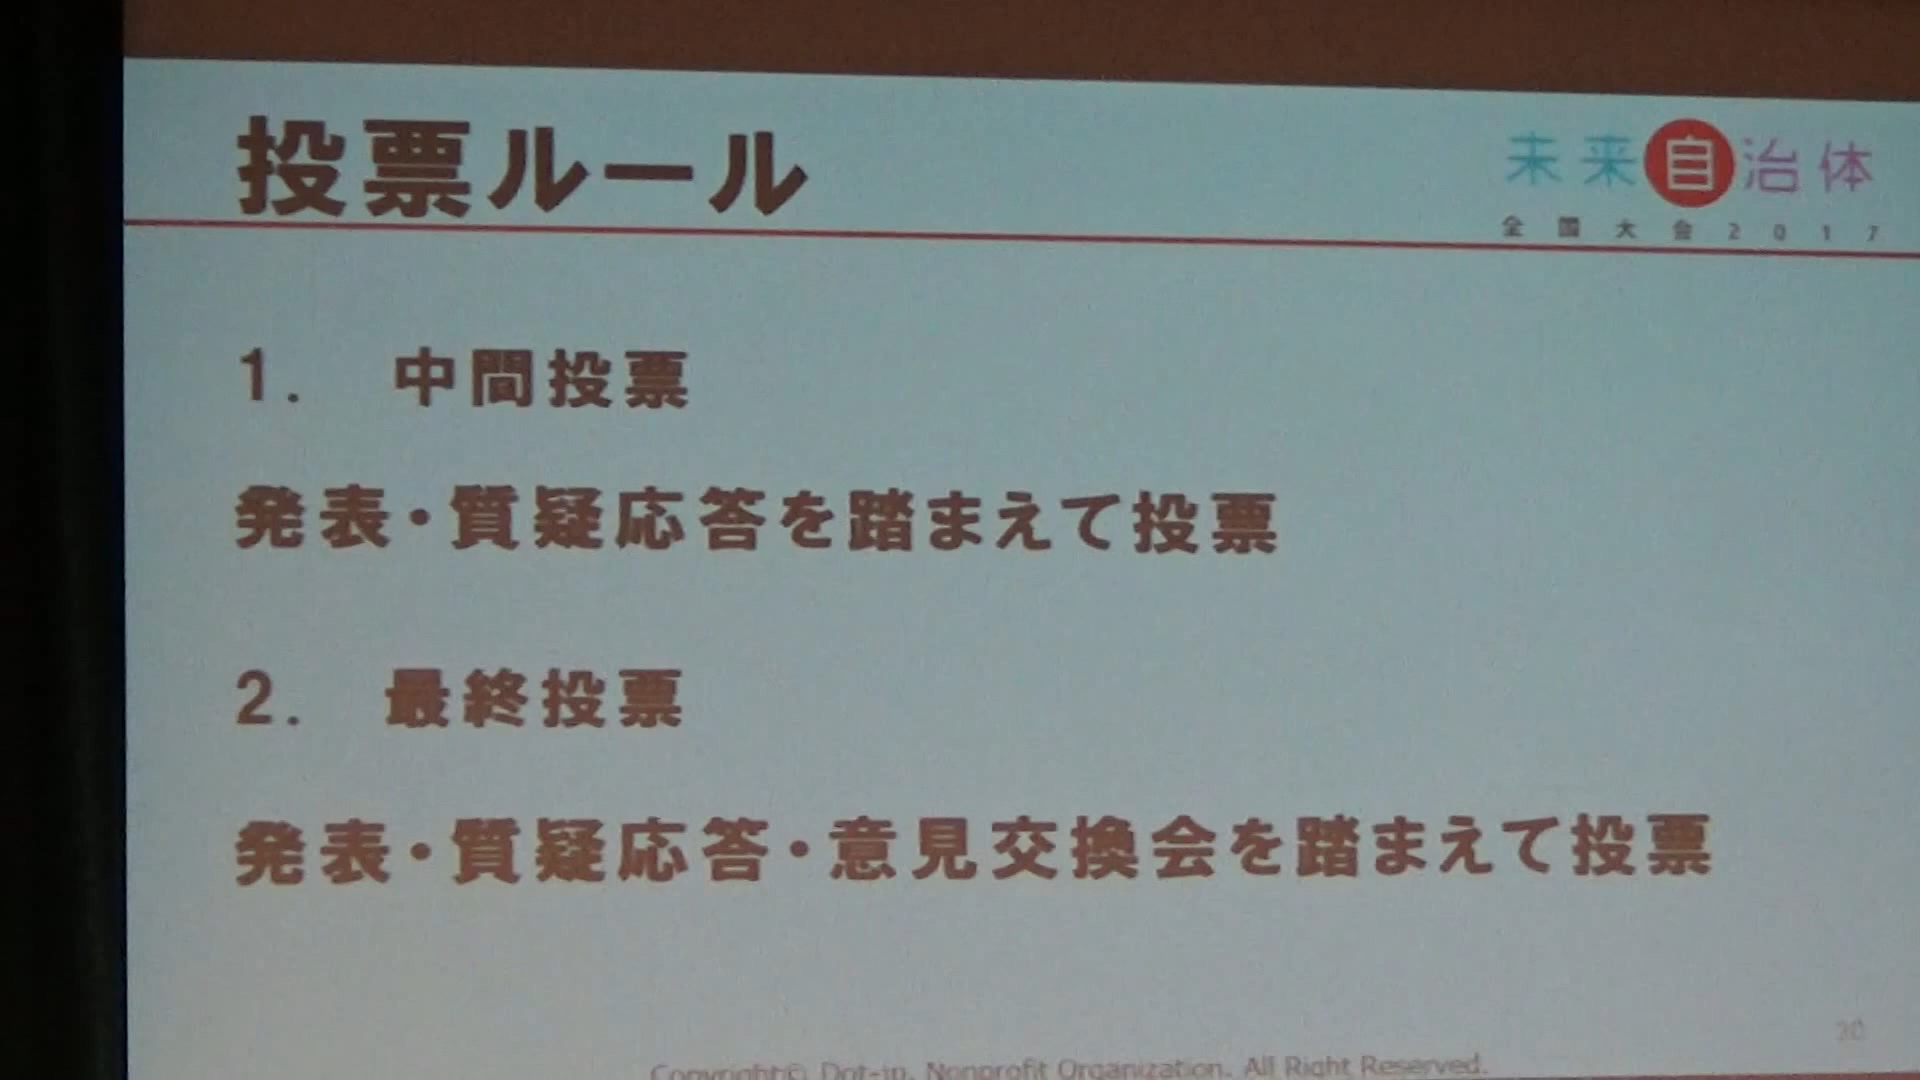 投票ルール
未来自治体
全国大会2017
1. 中間投票
発表・質疑応答を踏まえて投票
2. 最終投票
発表・質疑応答・意見交換会を踏まえて投票
Copyright© Dot-jp, Nonprofit Organization. All Right Reserved.